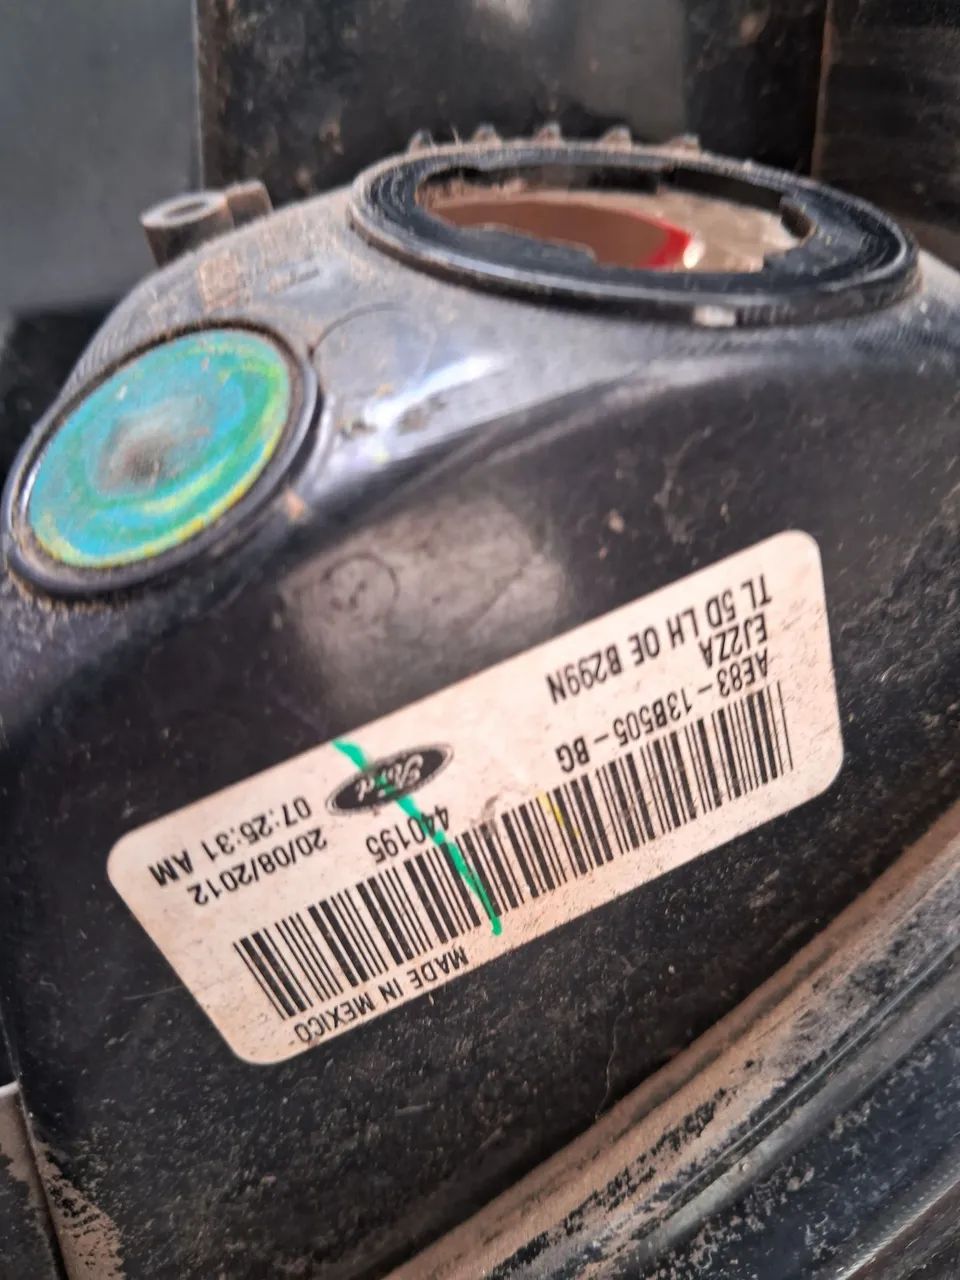 TL 5D LH OE B299N
EJ2ZA
AE83-13B505-BG
Ford
440195
20/08/2012
07:25:31 AM
MADE IN MEXICO